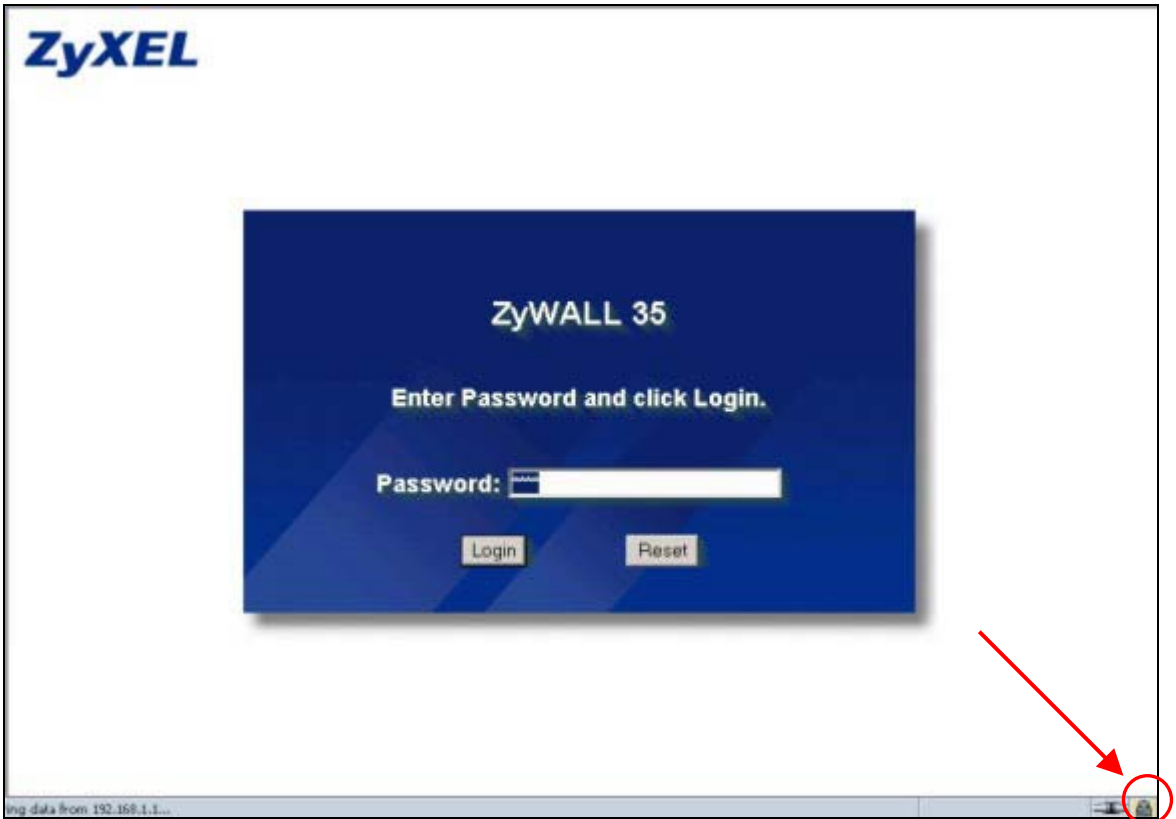 ZyXEL
ZyWALL 35
Enter Password and click Login.
Password: ****
Login Reset
ing data from 192.168.1.1...